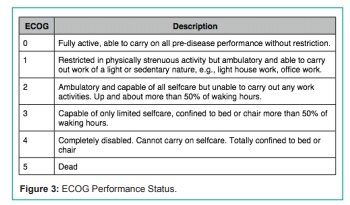 ECOG Description
0 Fully active, able to carry on all pre-disease performance without restriction.
1 Restricted in physically strenuous activity but ambulatory and able to carry
out work of a light or sedentary nature, e.g., light house work, office work.
2 Ambulatory and capable of all selfcare but unable to carry out any work
activities. Up and about more than 50% of waking hours.
3 Capable of only limited selfcare, confined to bed or chair more than 50% of
waking hours.
4 Completely disabled. Cannot carry on selfcare. Totally confined to bed or
chair
5 Dead
Figure 3: ECOG Performance Status.